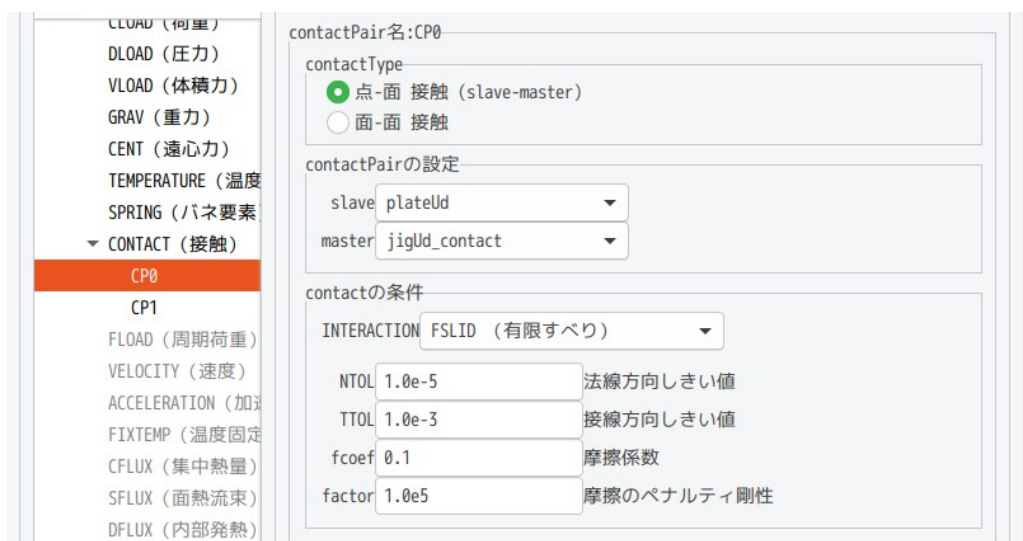 CLOAD (荷重)
DLOAD (圧力)
VLOAD (体積力)
GRAV (重力)
CENT (遠心力)
TEMPERATURE (温度
SPRING (バネ要素)
CONTACT (接触)
CP0
CP1
FLOAD (周期荷重)
VELOCITY (速度)
ACCELERATION (加速
FIXTEMP (温度固定
CFLUX (集中熱量)
SFLUX (面熱流束)
DFLUX (内部発熱)
contactPair名:CP0
contactType
点-面 接触 (slave-master)
面-面 接触
contactPairの設定
slave plateUd
master jigUd_contact
contactの条件
INTERACTION FSLID (有限すべり)
NTOL 1.0e-5 法線方向しきい値
TTOL 1.0e-3 接線方向しきい値
fcoef 0.1 摩擦係数
factor 1.0e5 摩擦のペナルティ剛性